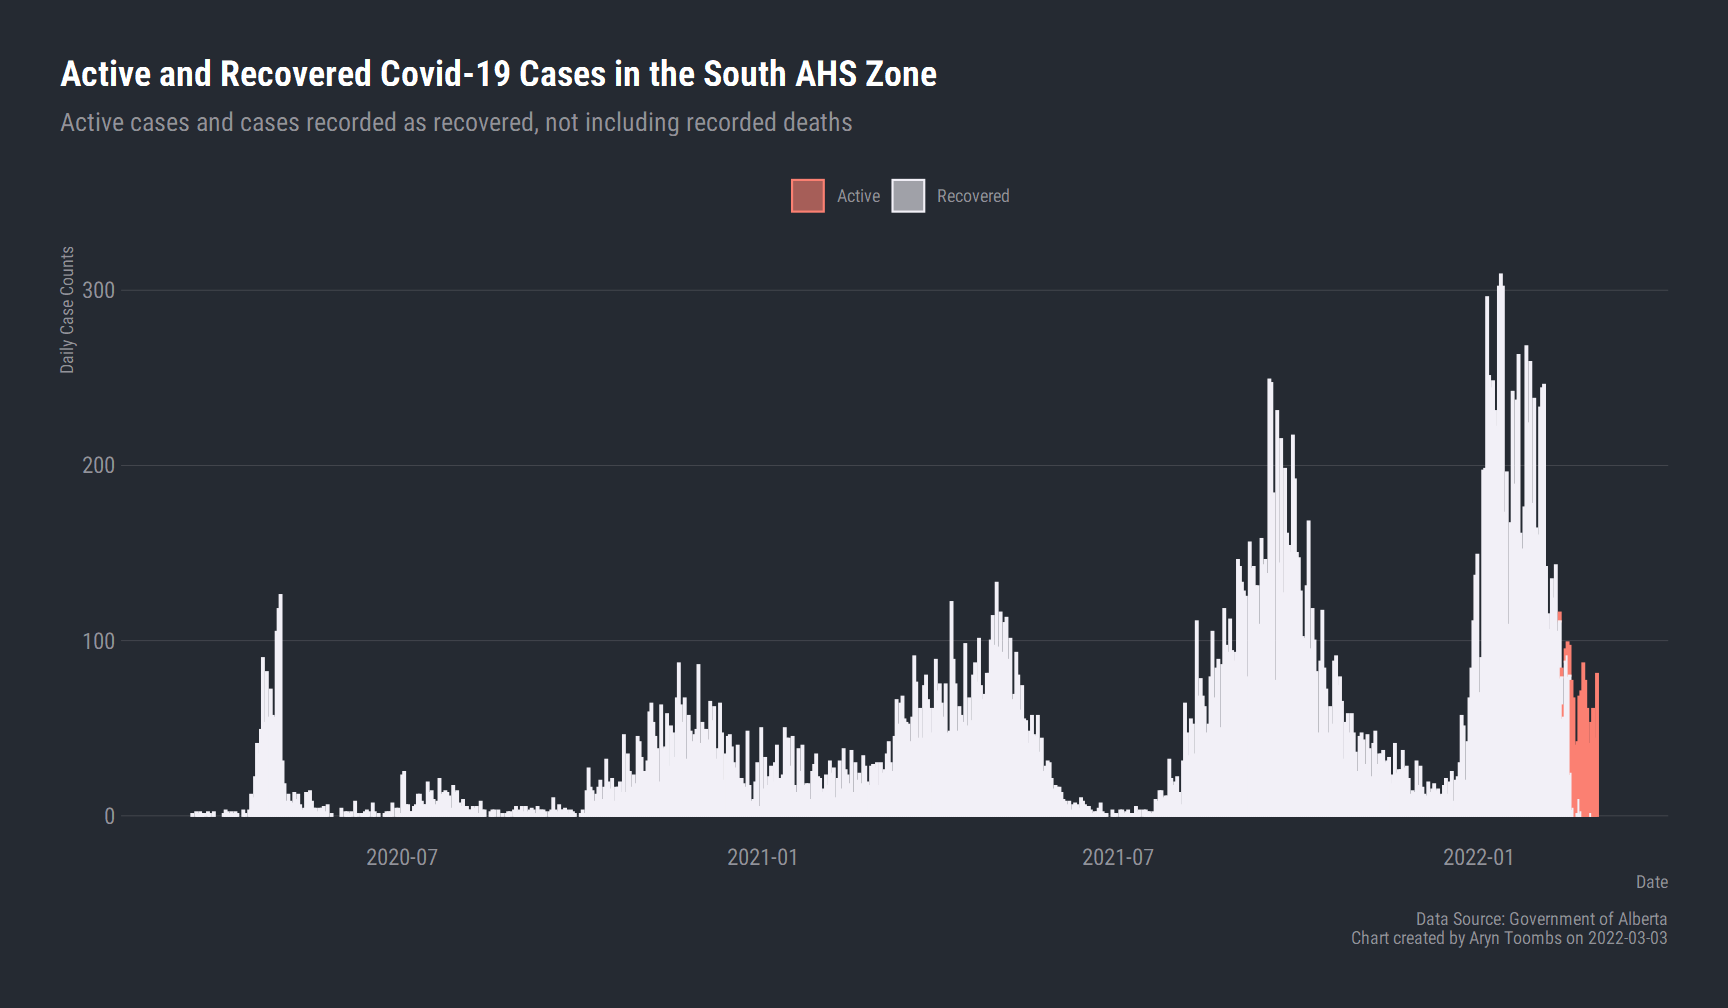 Active and Recovered Covid-19 Cases in the South AHS Zone
Active cases and cases recorded as recovered, not including recorded deaths
Active
Recovered
Daily Case Counts
300
200
100
0
2020-07
2021-01
2021-07
2022-01
Date
Data Source: Government of Alberta
Chart created by Aryn Toombs on 2022-03-03